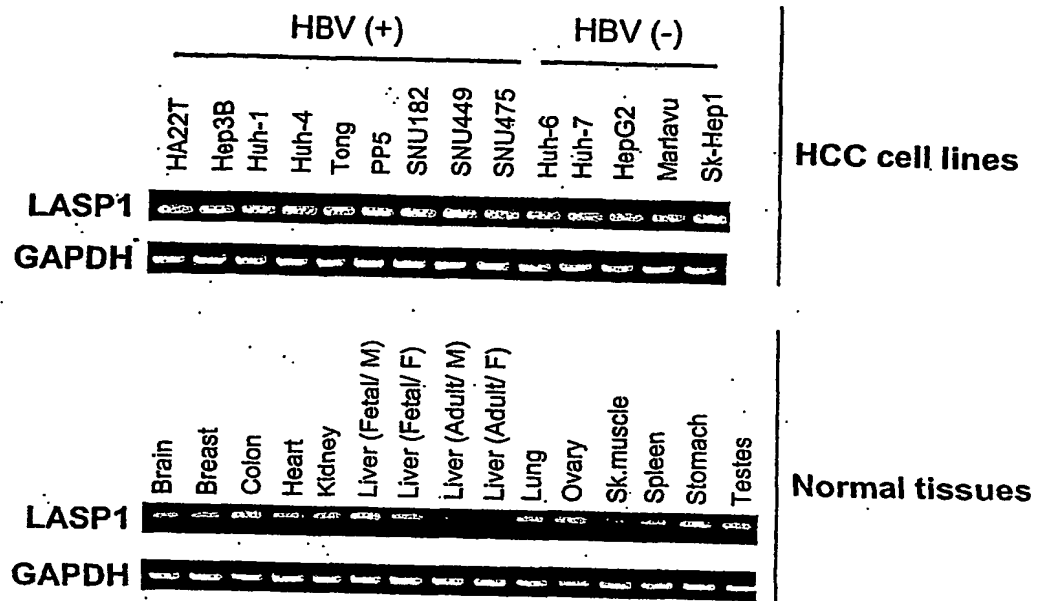 HBV (+) HBV (-)
HA22T Hep3B Huh-1 Huh-4 Tong PP5 SNU182 SNU449 SNU475 Huh-6 Huh-7 HepG2 Marlavu Sk-Hep1
HCC cell lines
LASP1
GAPDH
Brain Breast Colon Heart Kidney Liver (Fetal/ M) Liver (Fetal/ F) Liver (Adult/ M) Liver (Adult/ F) Lung Ovary Sk.muscle Spleen Stomach Testes
Normal tissues
LASP1
GAPDH